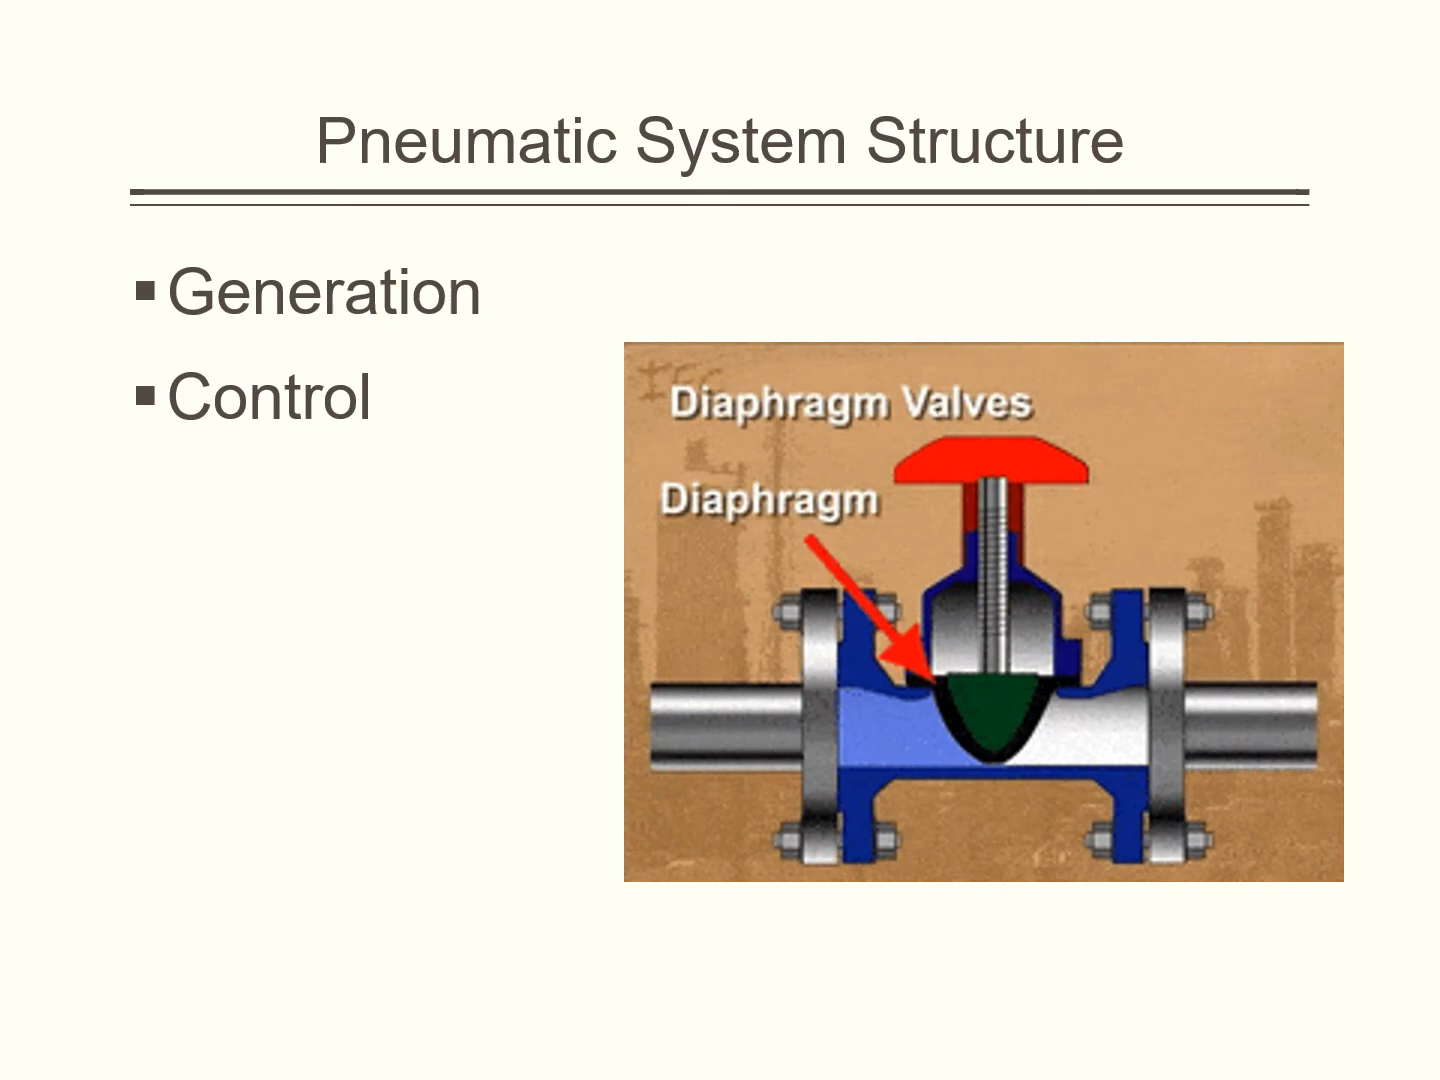 Pneumatic System Structure
Generation
Control
Diaphragm Valves
Diaphragm